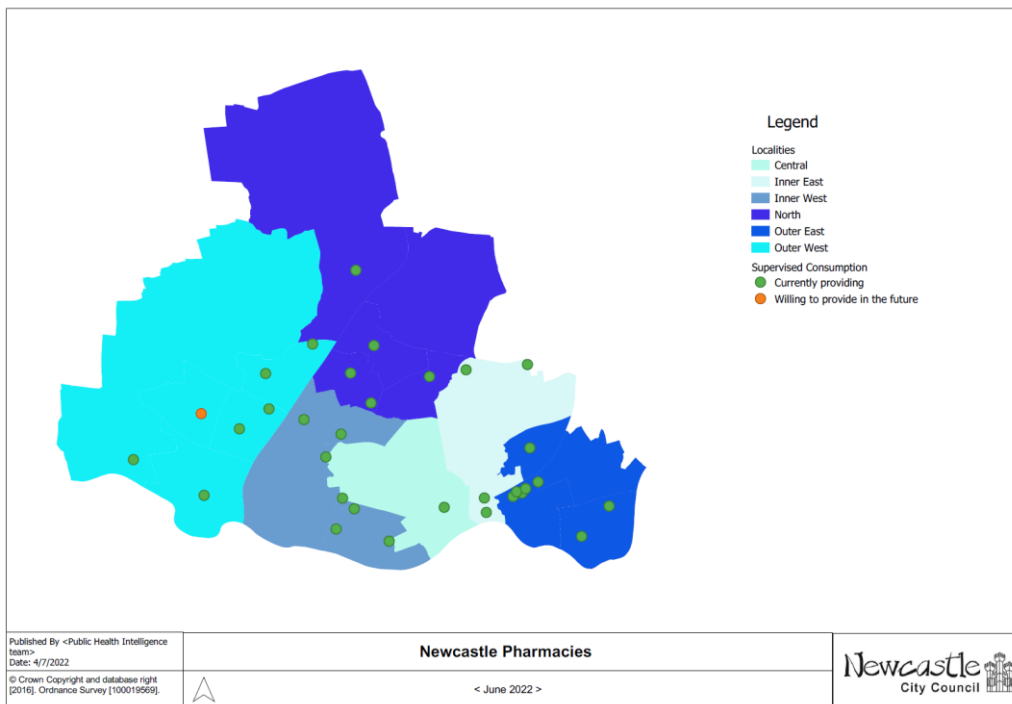 Legend
Localities
Central
Inner East
Inner West
North
Outer East
Outer West
Supervised Consumption
Currently providing
Willing to provide in the future
Published By <Public Health Intelligence
team>
Date: 4/7/2022
© Crown Copyright and database right
[2016]. Ordnance Survey [100019569].
Newcastle Pharmacies
< June 2022 >
Newcastle
City Council